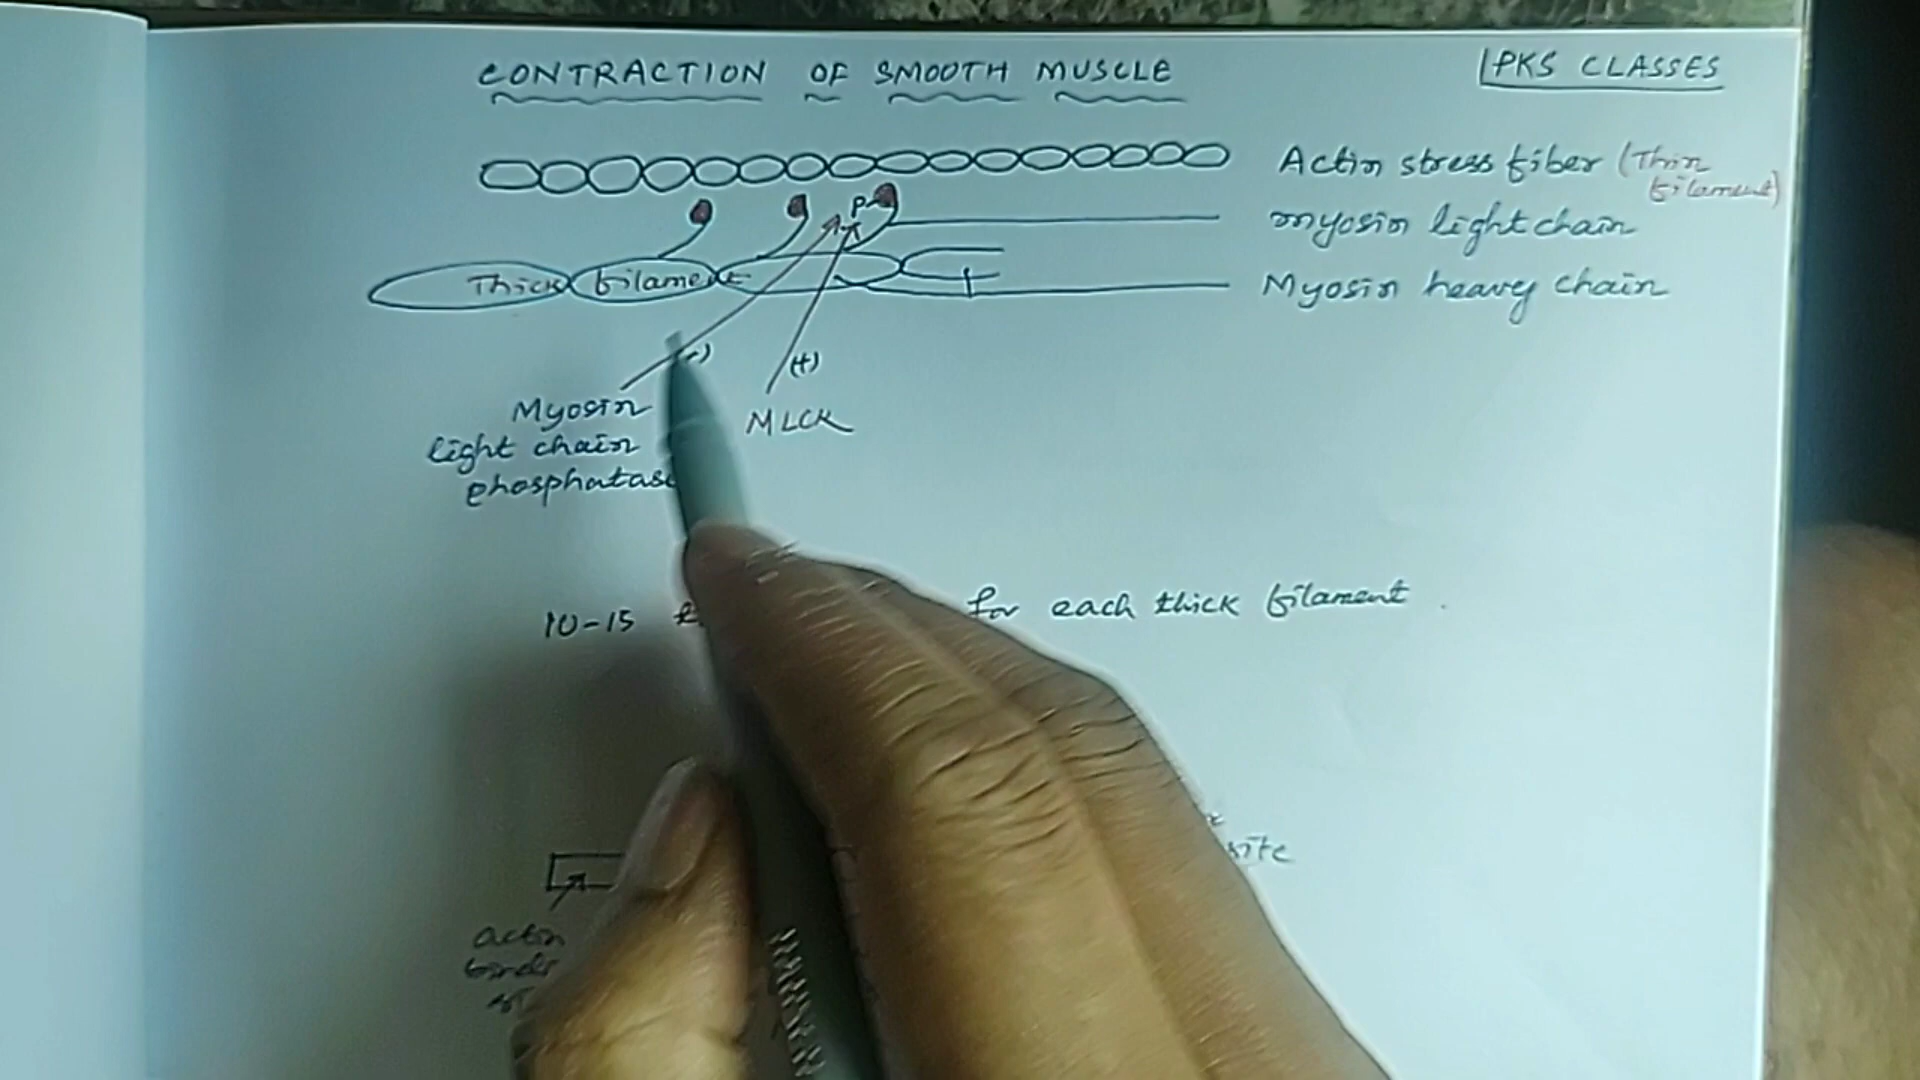 CONTRACTION OF SMOOTH MUSCLE
PKS CLASSES
Actin stress fiber (Thin
filament)
P
myosin light chain
Thick filament
Myosin heavy chain
(-)
(+)
Myosin
light chain
phosphatase
MLCK
10-15
for each thick filament.
site
actin